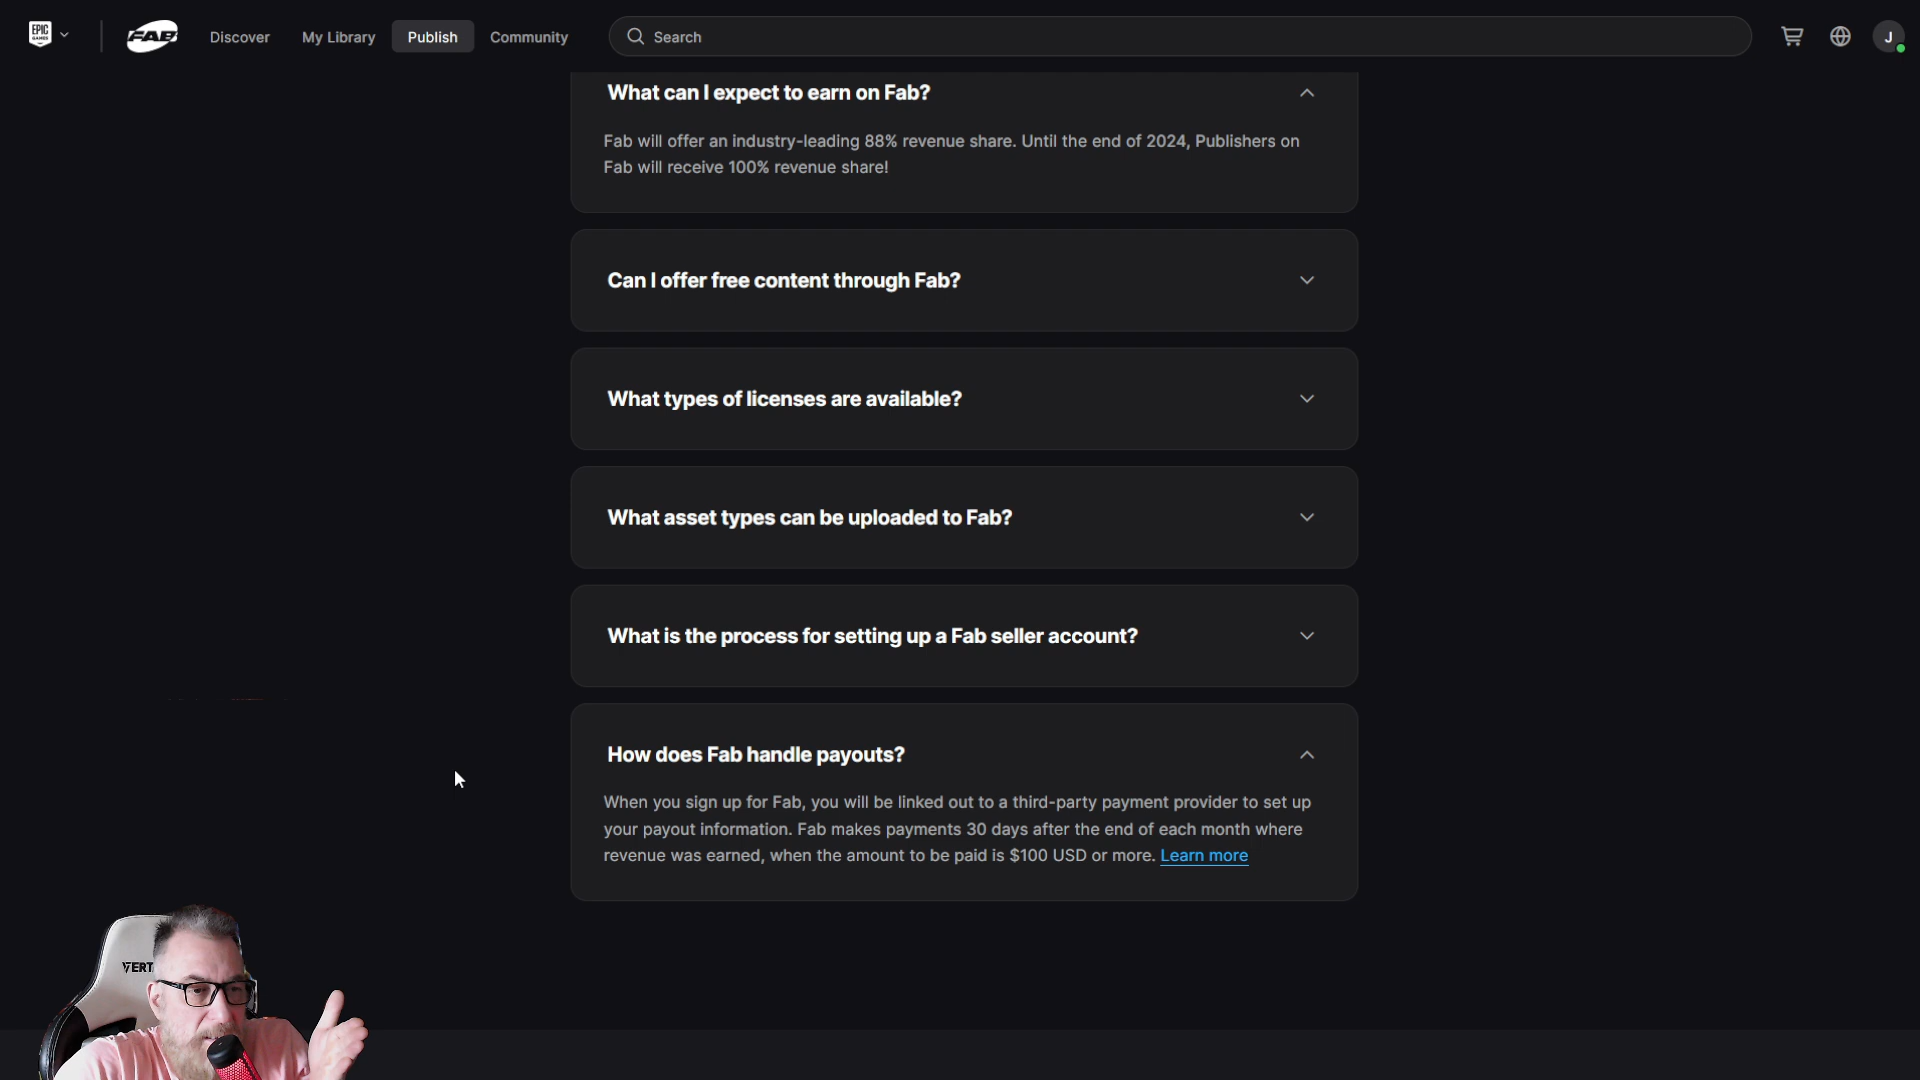 EPIC GAMES
FAB
Discover
My Library
Publish
Community
Search
J
What can I expect to earn on Fab?
Fab will offer an industry-leading 88% revenue share. Until the end of 2024, Publishers on
Fab will receive 100% revenue share!
Can I offer free content through Fab?
What types of licenses are available?
What asset types can be uploaded to Fab?
What is the process for setting up a Fab seller account?
How does Fab handle payouts?
When you sign up for Fab, you will be linked out to a third-party payment provider to set up
your payout information. Fab makes payments 30 days after the end of each month where
revenue was earned, when the amount to be paid is $100 USD or more. Learn more
VERT